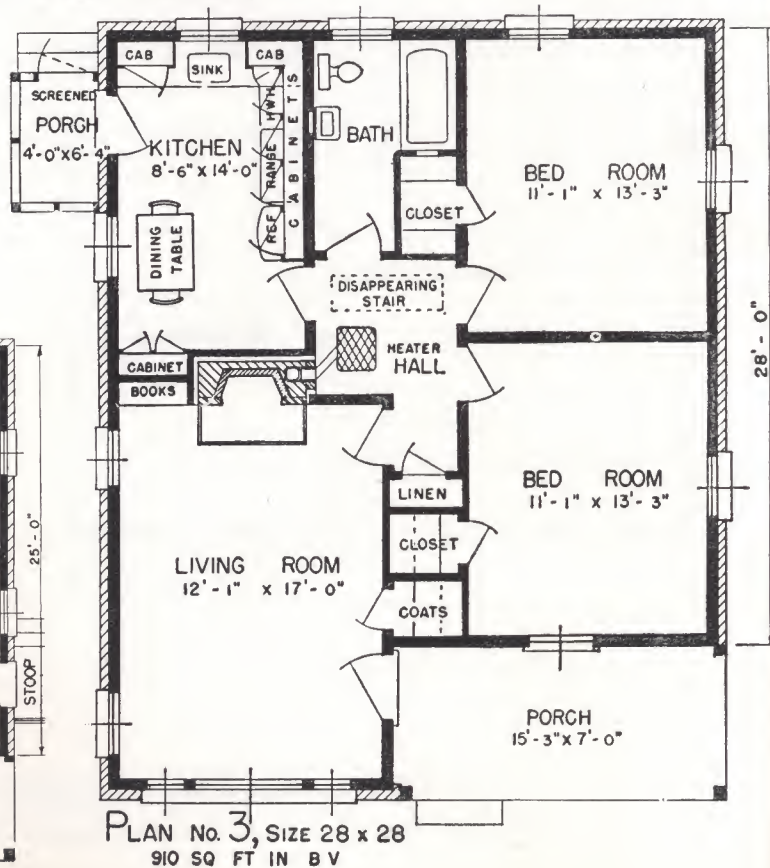 CAB
CAB
SINK
SCREENED
PORCH
4'-0" x 6'-4"
KITCHEN
8'-6" x 14'-0"
HWH
RANGE
REF
CABINETS
BATH
CLOSET
BED ROOM
11'-1" x 13'-3"
DINING
TABLE
DISAPPEARING
STAIR
HEATER
HALL
CABINET
BOOKS
28'-0"
BED ROOM
11'-1" x 13'-3"
LINEN
CLOSET
COATS
LIVING ROOM
12'-1" x 17'-0"
25'-0"
STOOP
PORCH
15'-3" x 7'-0"
PLAN No. 3, SIZE 28 x 28
910 SQ FT IN B V